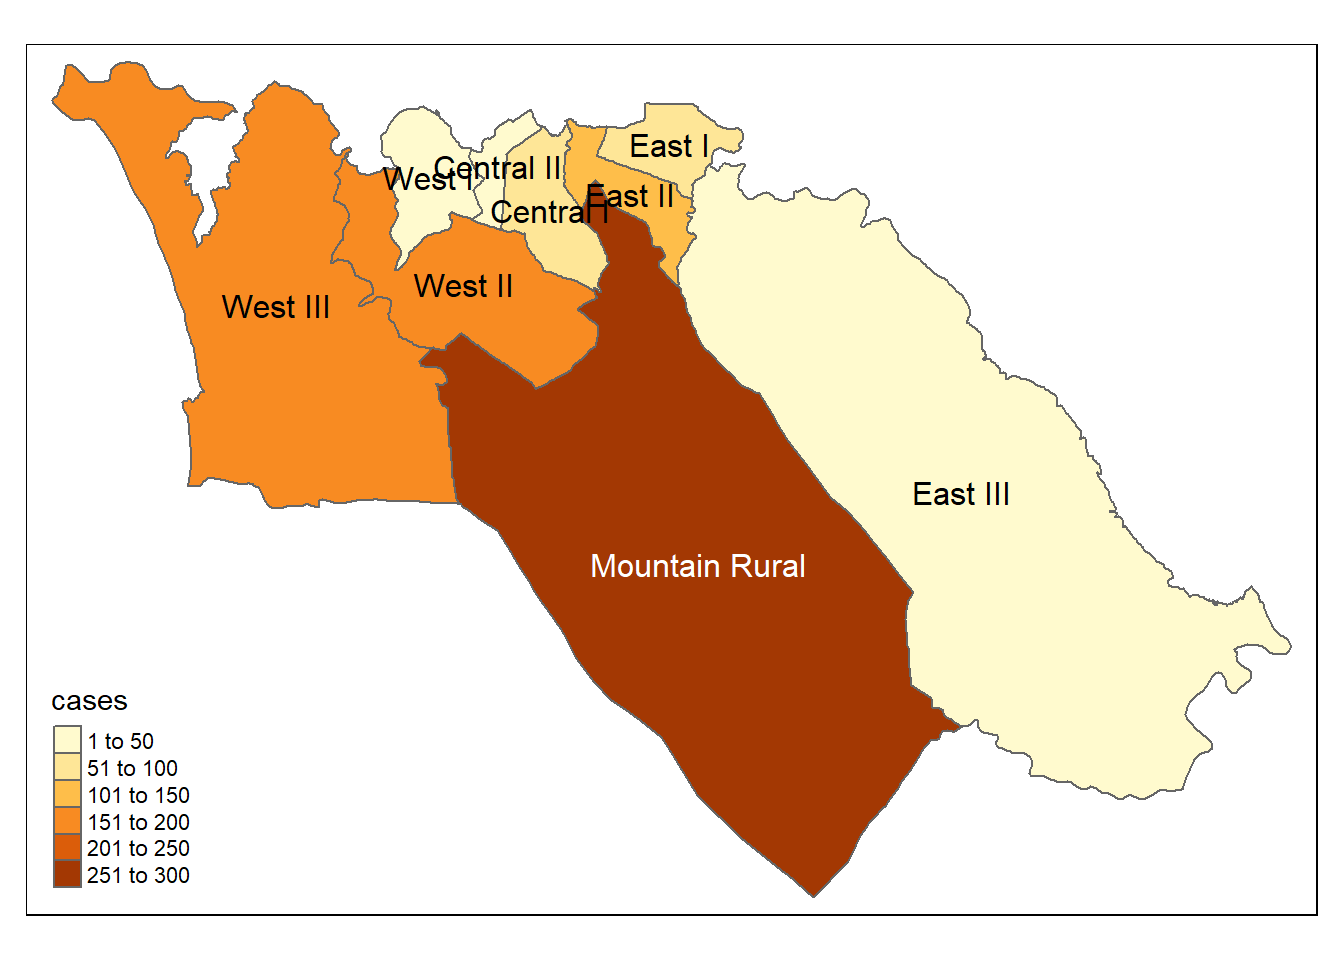 East I
Central II
West I
East II
Central I
West II
West III
East III
Mountain Rural
cases
1 to 50
51 to 100
101 to 150
151 to 200
201 to 250
251 to 300